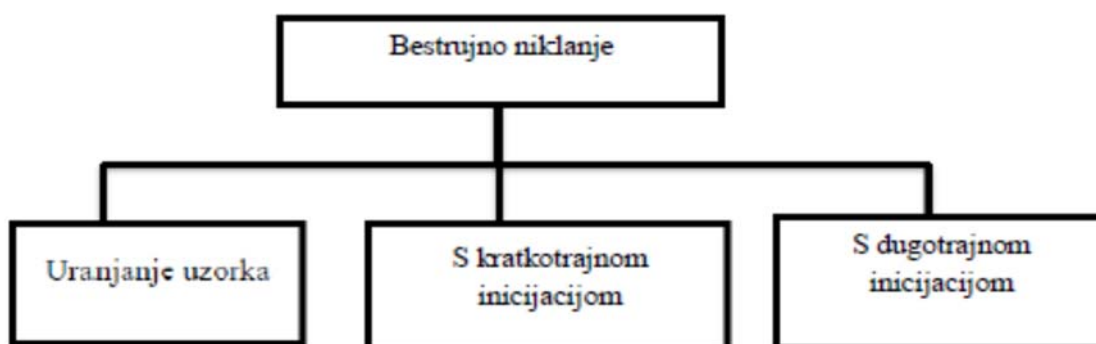 Bestrujno niklanje
Uranjanje uzorka
S kratkotrajnom
inicijacijom
S dugotrajnom
inicijacijom